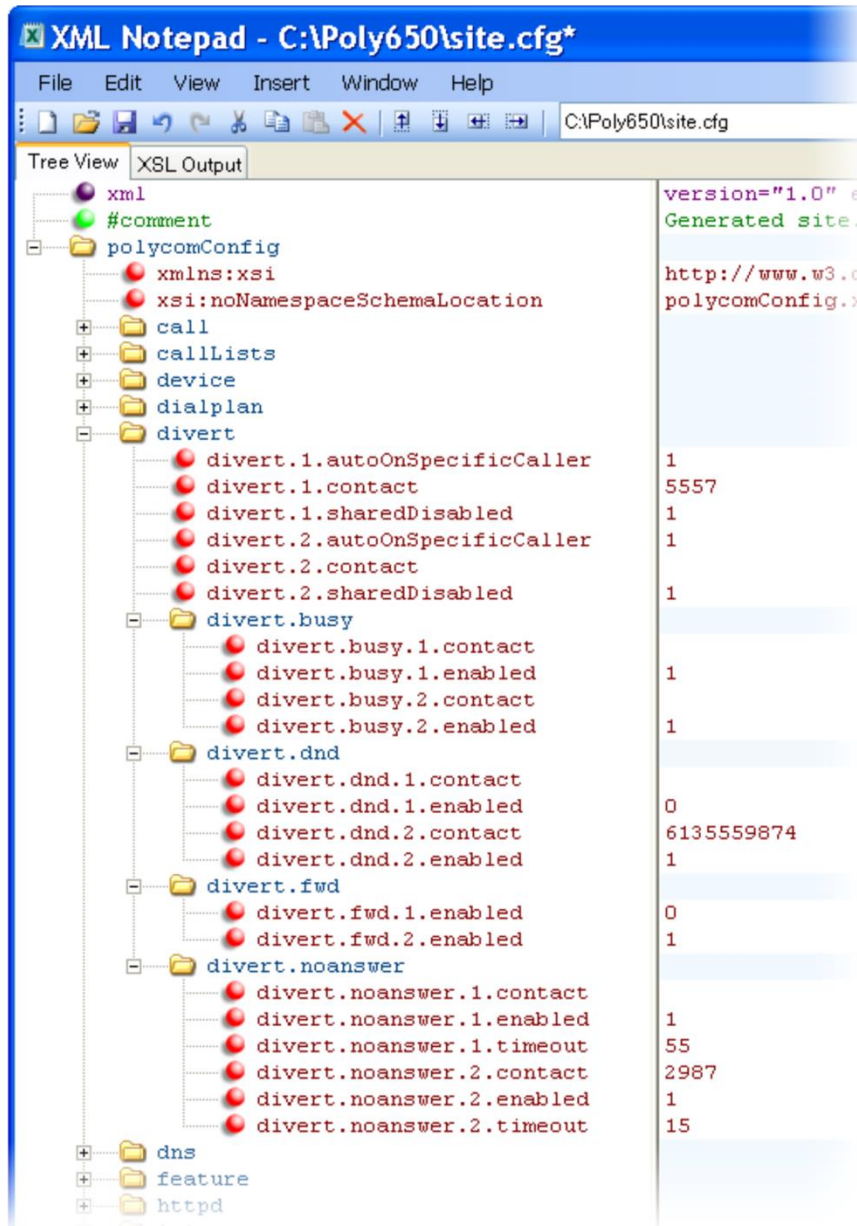 XML Notepad - C:\Poly650\site.cfg*
File Edit View Insert Window Help
C:\Poly650\site.cfg
Tree View XSL Output
xml version="1.0"
#comment Generated site.
polycomConfig
xmlns:xsi http://www.w3.
xsi:noNamespaceSchemaLocation polycomConfig.x
call
callLists
device
dialplan
divert
divert.1.autoOnSpecificCaller 1
divert.1.contact 5557
divert.1.sharedDisabled 1
divert.2.autoOnSpecificCaller 1
divert.2.contact
divert.2.sharedDisabled 1
divert.busy
divert.busy.1.contact
divert.busy.1.enabled 1
divert.busy.2.contact
divert.busy.2.enabled 1
divert.dnd
divert.dnd.1.contact
divert.dnd.1.enabled 0
divert.dnd.2.contact 6135559874
divert.dnd.2.enabled 1
divert.fwd
divert.fwd.1.enabled 0
divert.fwd.2.enabled 1
divert.noanswer
divert.noanswer.1.contact
divert.noanswer.1.enabled 1
divert.noanswer.1.timeout 55
divert.noanswer.2.contact 2987
divert.noanswer.2.enabled 1
divert.noanswer.2.timeout 15
dns
feature
httpd